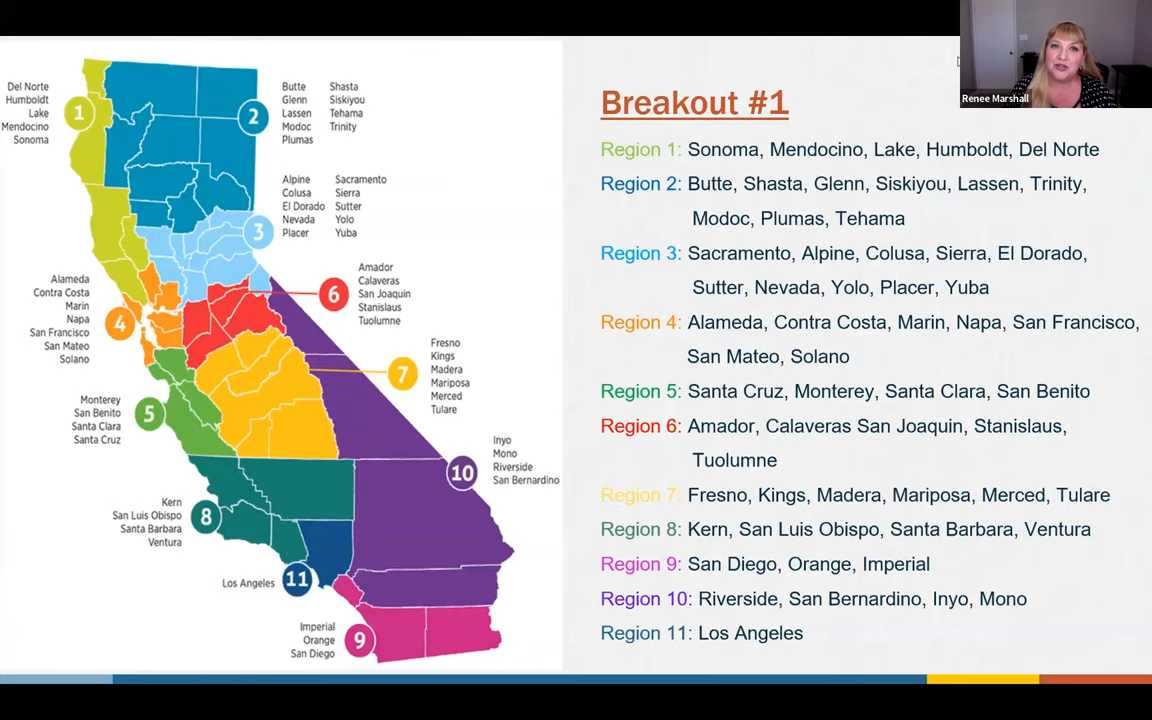 Del Norte
Humboldt
Lake
Mendocino
Sonoma
1
2
Butte Shasta
Glenn Siskiyou
Lassen Tehama
Modoc Trinity
Plumas
Alpine Sacramento
Colusa Sierra
El Dorado Sutter
Nevada Yolo
Placer Yuba
3
Amador
Calaveras
San Joaquin
Stanislaus
Tuolumne
6
Alameda
Contra Costa
Marin
Napa
San Francisco
San Mateo
Solano
4
Fresno
Kings
Madera
Mariposa
Merced
Tulare
7
Monterey
San Benito
Santa Clara
Santa Cruz
5
Inyo
Mono
Riverside
San Bernardino
10
Kern
San Luis Obispo
Santa Barbara
Ventura
8
Los Angeles
11
Imperial
Orange
San Diego
9
Breakout #1
Region 1: Sonoma, Mendocino, Lake, Humboldt, Del Norte
Region 2: Butte, Shasta, Glenn, Siskiyou, Lassen, Trinity,
Modoc, Plumas, Tehama
Region 3: Sacramento, Alpine, Colusa, Sierra, El Dorado,
Sutter, Nevada, Yolo, Placer, Yuba
Region 4: Alameda, Contra Costa, Marin, Napa, San Francisco,
San Mateo, Solano
Region 5: Santa Cruz, Monterey, Santa Clara, San Benito
Region 6: Amador, Calaveras San Joaquin, Stanislaus,
Tuolumne
Region 7: Fresno, Kings, Madera, Mariposa, Merced, Tulare
Region 8: Kern, San Luis Obispo, Santa Barbara, Ventura
Region 9: San Diego, Orange, Imperial
Region 10: Riverside, San Bernardino, Inyo, Mono
Region 11: Los Angeles
Renee Marshall